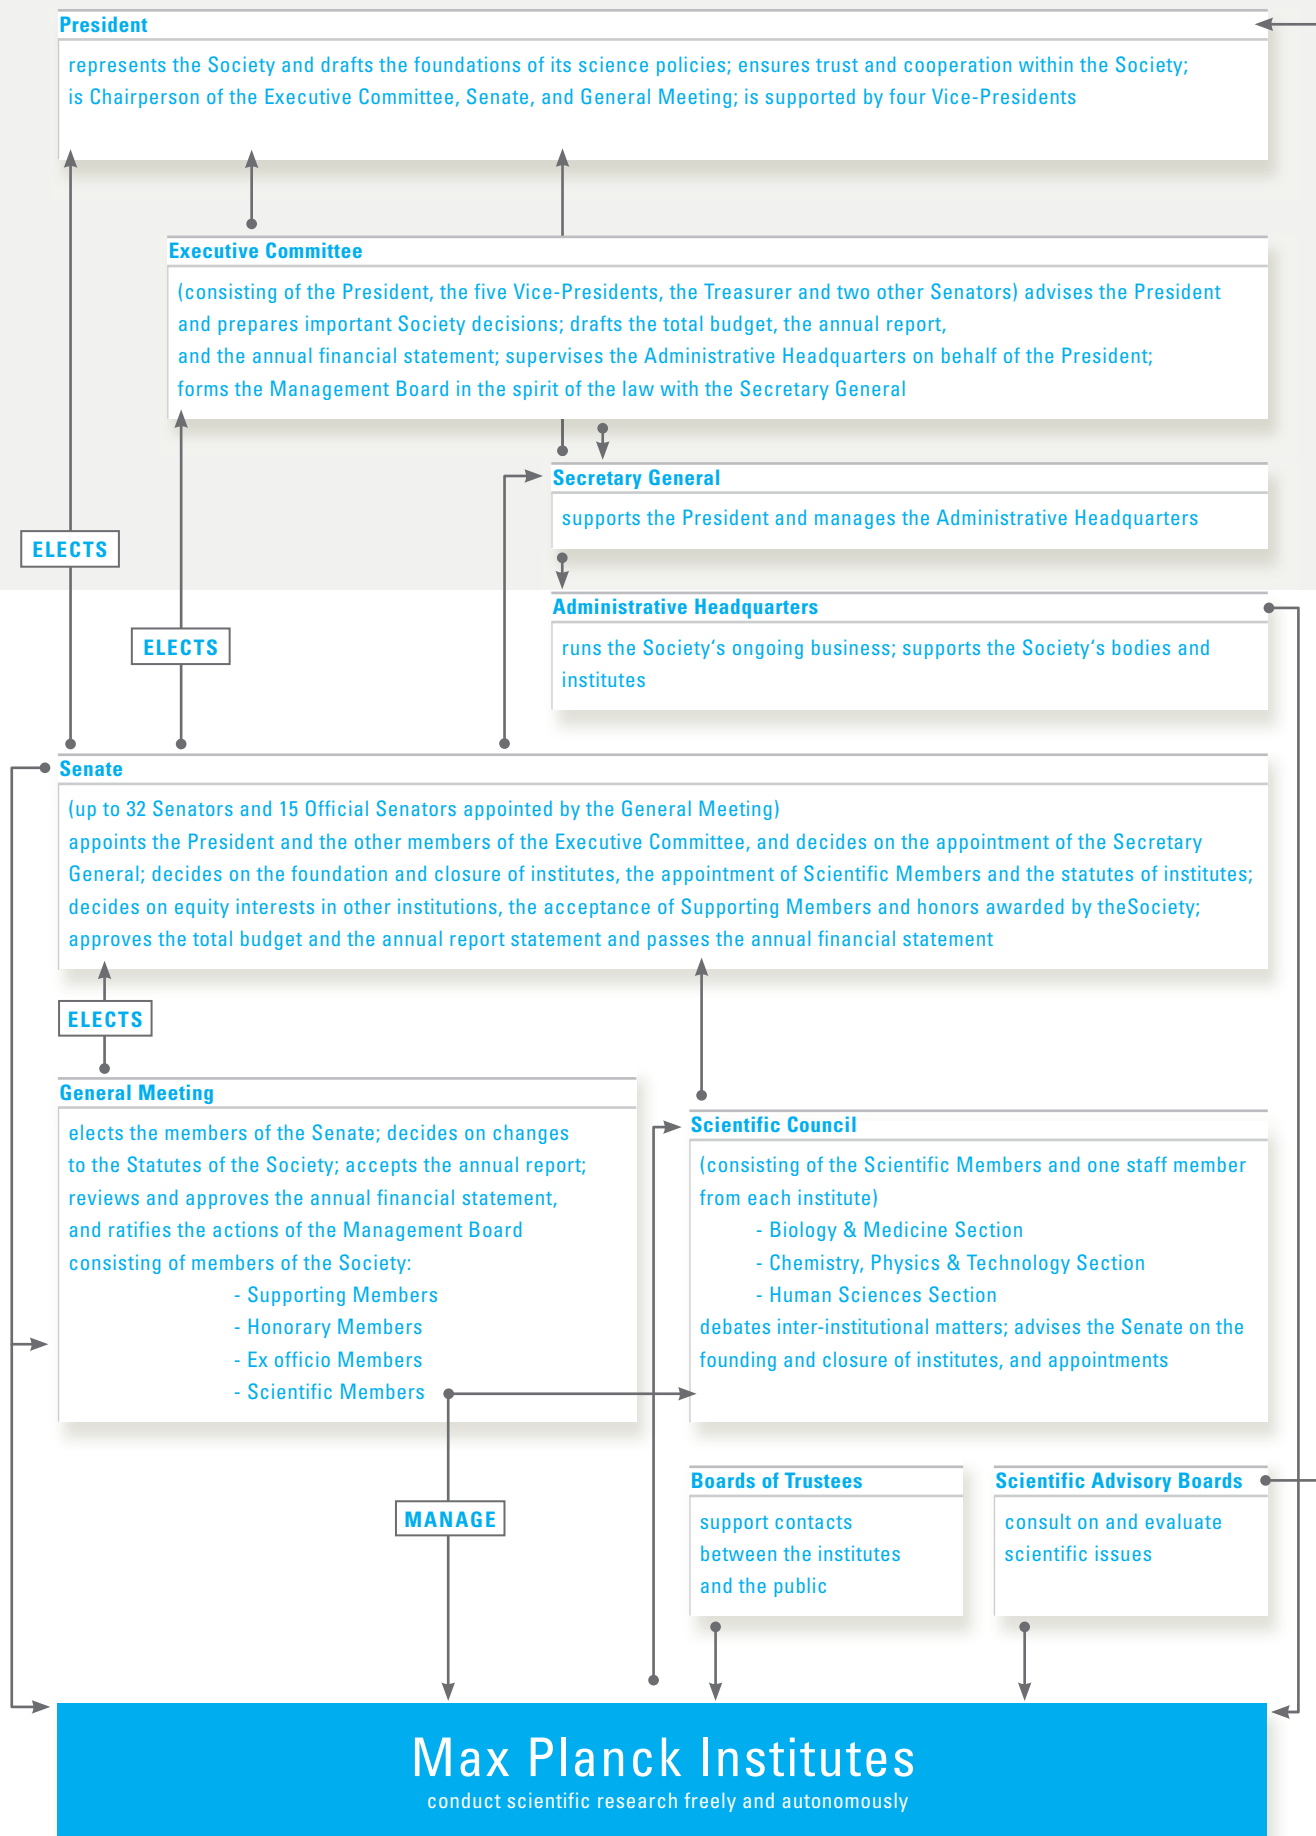 President
represents the Society and drafts the foundations of its science policies; ensures trust and cooperation within the Society;
is Chairperson of the Executive Committee, Senate, and General Meeting; is supported by four Vice-Presidents
Executive Committee
(consisting of the President, the five Vice-Presidents, the Treasurer and two other Senators) advises the President
and prepares important Society decisions; drafts the total budget, the annual report,
and the annual financial statement; supervises the Administrative Headquarters on behalf of the President;
forms the Management Board in the spirit of the law with the Secretary General
Secretary General
supports the President and manages the Administrative Headquarters
ELECTS
Administrative Headquarters
runs the Society‘s ongoing business; supports the Society‘s bodies and
institutes
ELECTS
Senate
(up to 32 Senators and 15 Official Senators appointed by the General Meeting)
appoints the President and the other members of the Executive Committee, and decides on the appointment of the Secretary
General; decides on the foundation and closure of institutes, the appointment of Scientific Members and the statutes of institutes;
decides on equity interests in other institutions, the acceptance of Supporting Members and honors awarded by theSociety;
approves the total budget and the annual report statement and passes the annual financial statement
ELECTS
General Meeting
elects the members of the Senate; decides on changes
to the Statutes of the Society; accepts the annual report;
reviews and approves the annual financial statement,
and ratifies the actions of the Management Board
consisting of members of the Society:
- Supporting Members
- Honorary Members
- Ex officio Members
- Scientific Members
Scientific Council
(consisting of the Scientific Members and one staff member
from each institute)
- Biology & Medicine Section
- Chemistry, Physics & Technology Section
- Human Sciences Section
debates inter-institutional matters; advises the Senate on the
founding and closure of institutes, and appointments
MANAGE
Boards of Trustees
support contacts
between the institutes
and the public
Scientific Advisory Boards
consult on and evaluate
scientific issues
Max Planck Institutes
conduct scientific research freely and autonomously